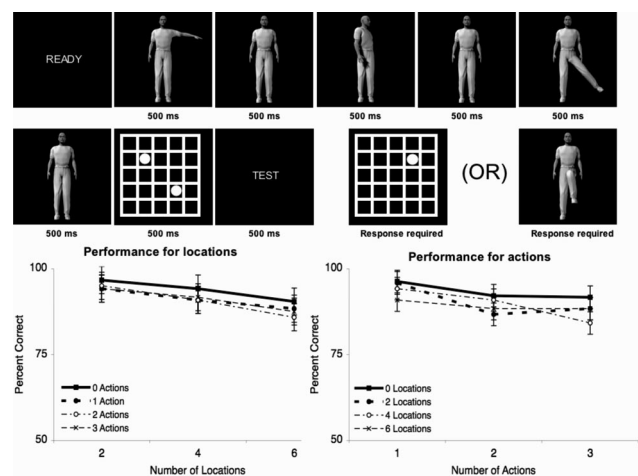 READY
500 ms 500 ms 500 ms 500 ms 500 ms
TEST
(OR)
500 ms 500 ms 500 ms Response required Response required
Performance for locations
Performance for actions
100
75
50
Percent Correct
0 Actions
1 Action
2 Actions
3 Actions
2 4 6
Number of Locations
100
75
50
Percent Correct
0 Locations
2 Locations
4 Locations
6 Locations
1 2 3
Number of Actions